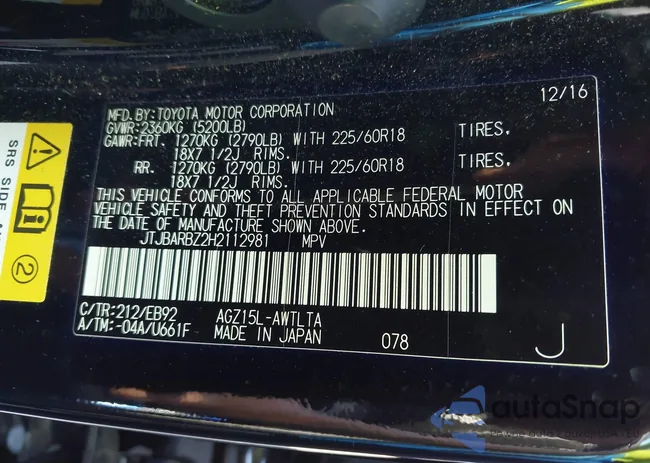 12/16
MFD. BY: TOYOTA MOTOR CORPORATION
GVWR: 2360KG (5200LB)
GAWR: FRT. 1270KG (2790LB) WITH 225/60R18 TIRES.
18X7 1/2J RIMS.
RR. 1270KG (2790LB) WITH 225/60R18 TIRES.
18X7 1/2J RIMS.
THIS VEHICLE CONFORMS TO ALL APPLICABLE FEDERAL MOTOR
VEHICLE SAFETY AND THEFT PREVENTION STANDARDS IN EFFECT ON
THE DATE OF MANUFACTURE SHOWN ABOVE.
JTJBARBZ2H2112981 MPV
C/TR: 212/EB92 AGZ15L-AWTLTA
A/TM: -04A/U661F MADE IN JAPAN 078 J
SRS SIDE
2
autoSnap